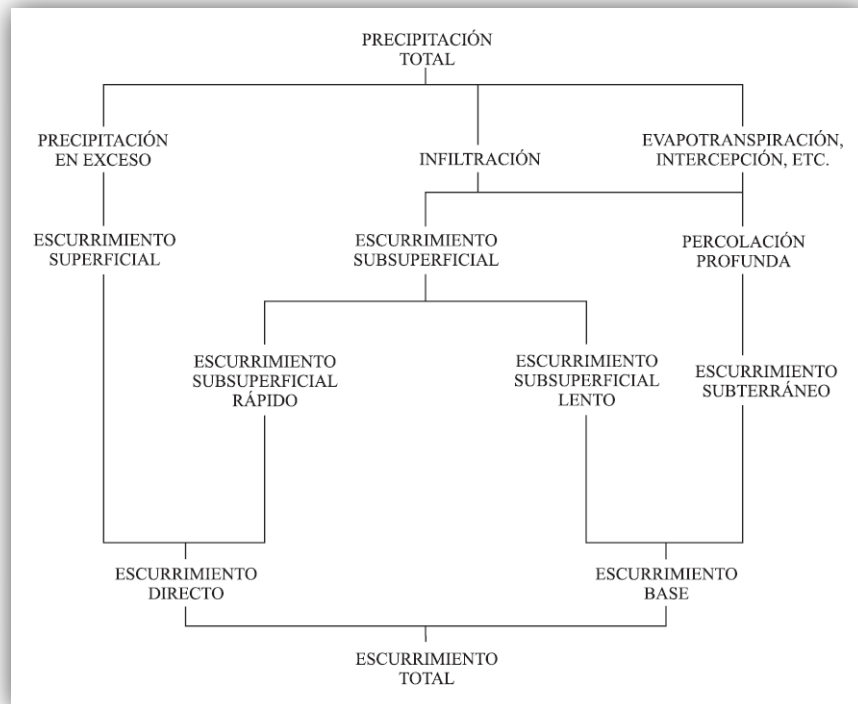 PRECIPITACIÓN
TOTAL
PRECIPITACIÓN
EN EXCESO
INFILTRACIÓN
EVAPOTRANSPIRACIÓN,
INTERCEPCIÓN, ETC.
ESCURRIMIENTO
SUPERFICIAL
ESCURRIMIENTO
SUBSUPERFICIAL
PERCOLACIÓN
PROFUNDA
ESCURRIMIENTO
SUBSUPERFICIAL
RÁPIDO
ESCURRIMIENTO
SUBSUPERFICIAL
LENTO
ESCURRIMIENTO
SUBTERRÁNEO
ESCURRIMIENTO
DIRECTO
ESCURRIMIENTO
BASE
ESCURRIMIENTO
TOTAL